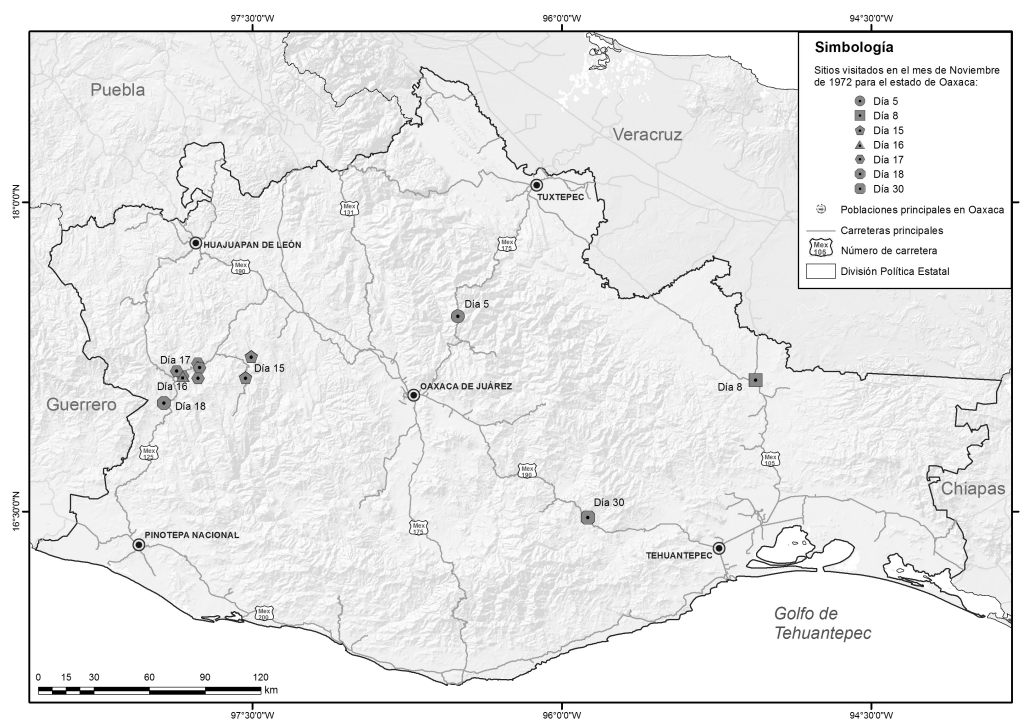 97°30'0"W
96°0'0"W
94°30'0"W
Simbología
Sitios visitados en el mes de Noviembre
de 1972 para el estado de Oaxaca:
Día 5
Día 8
Día 15
Día 16
Día 17
Día 18
Día 30
Poblaciones principales en Oaxaca
Carreteras principales
Mex
105
Número de carretera
División Política Estatal
Puebla
Veracruz
18°0'0"N
TUXTEPEC
Mex
131
HUAJUAPAN DE LEÓN
Mex
175
Mex
190
Día 5
Día 17
Día 15
Día 16
Día 18
Guerrero
OAXACA DE JUÁREZ
Día 8
Mex
125
Mex
190
Mex
105
Chiapas
Día 30
16°30'0"N
Mex
175
PINOTEPA NACIONAL
TEHUANTEPEC
Mex
200
Golfo de
Tehuantepec
0 15 30 60 90 120
km
97°30'0"W
96°0'0"W
94°30'0"W